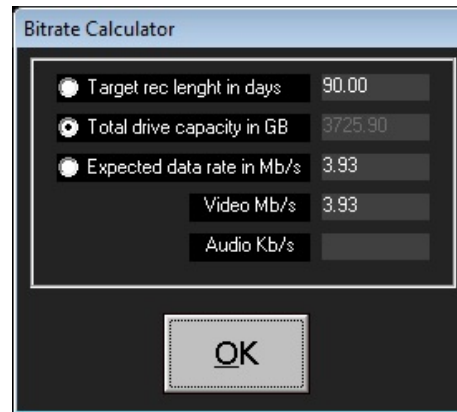 Bitrate Calculator
Target rec lenght in days 90.00
Total drive capacity in GB 3725.90
Expected data rate in Mb/s 3.93
Video Mb/s 3.93
Audio Kb/s
OK